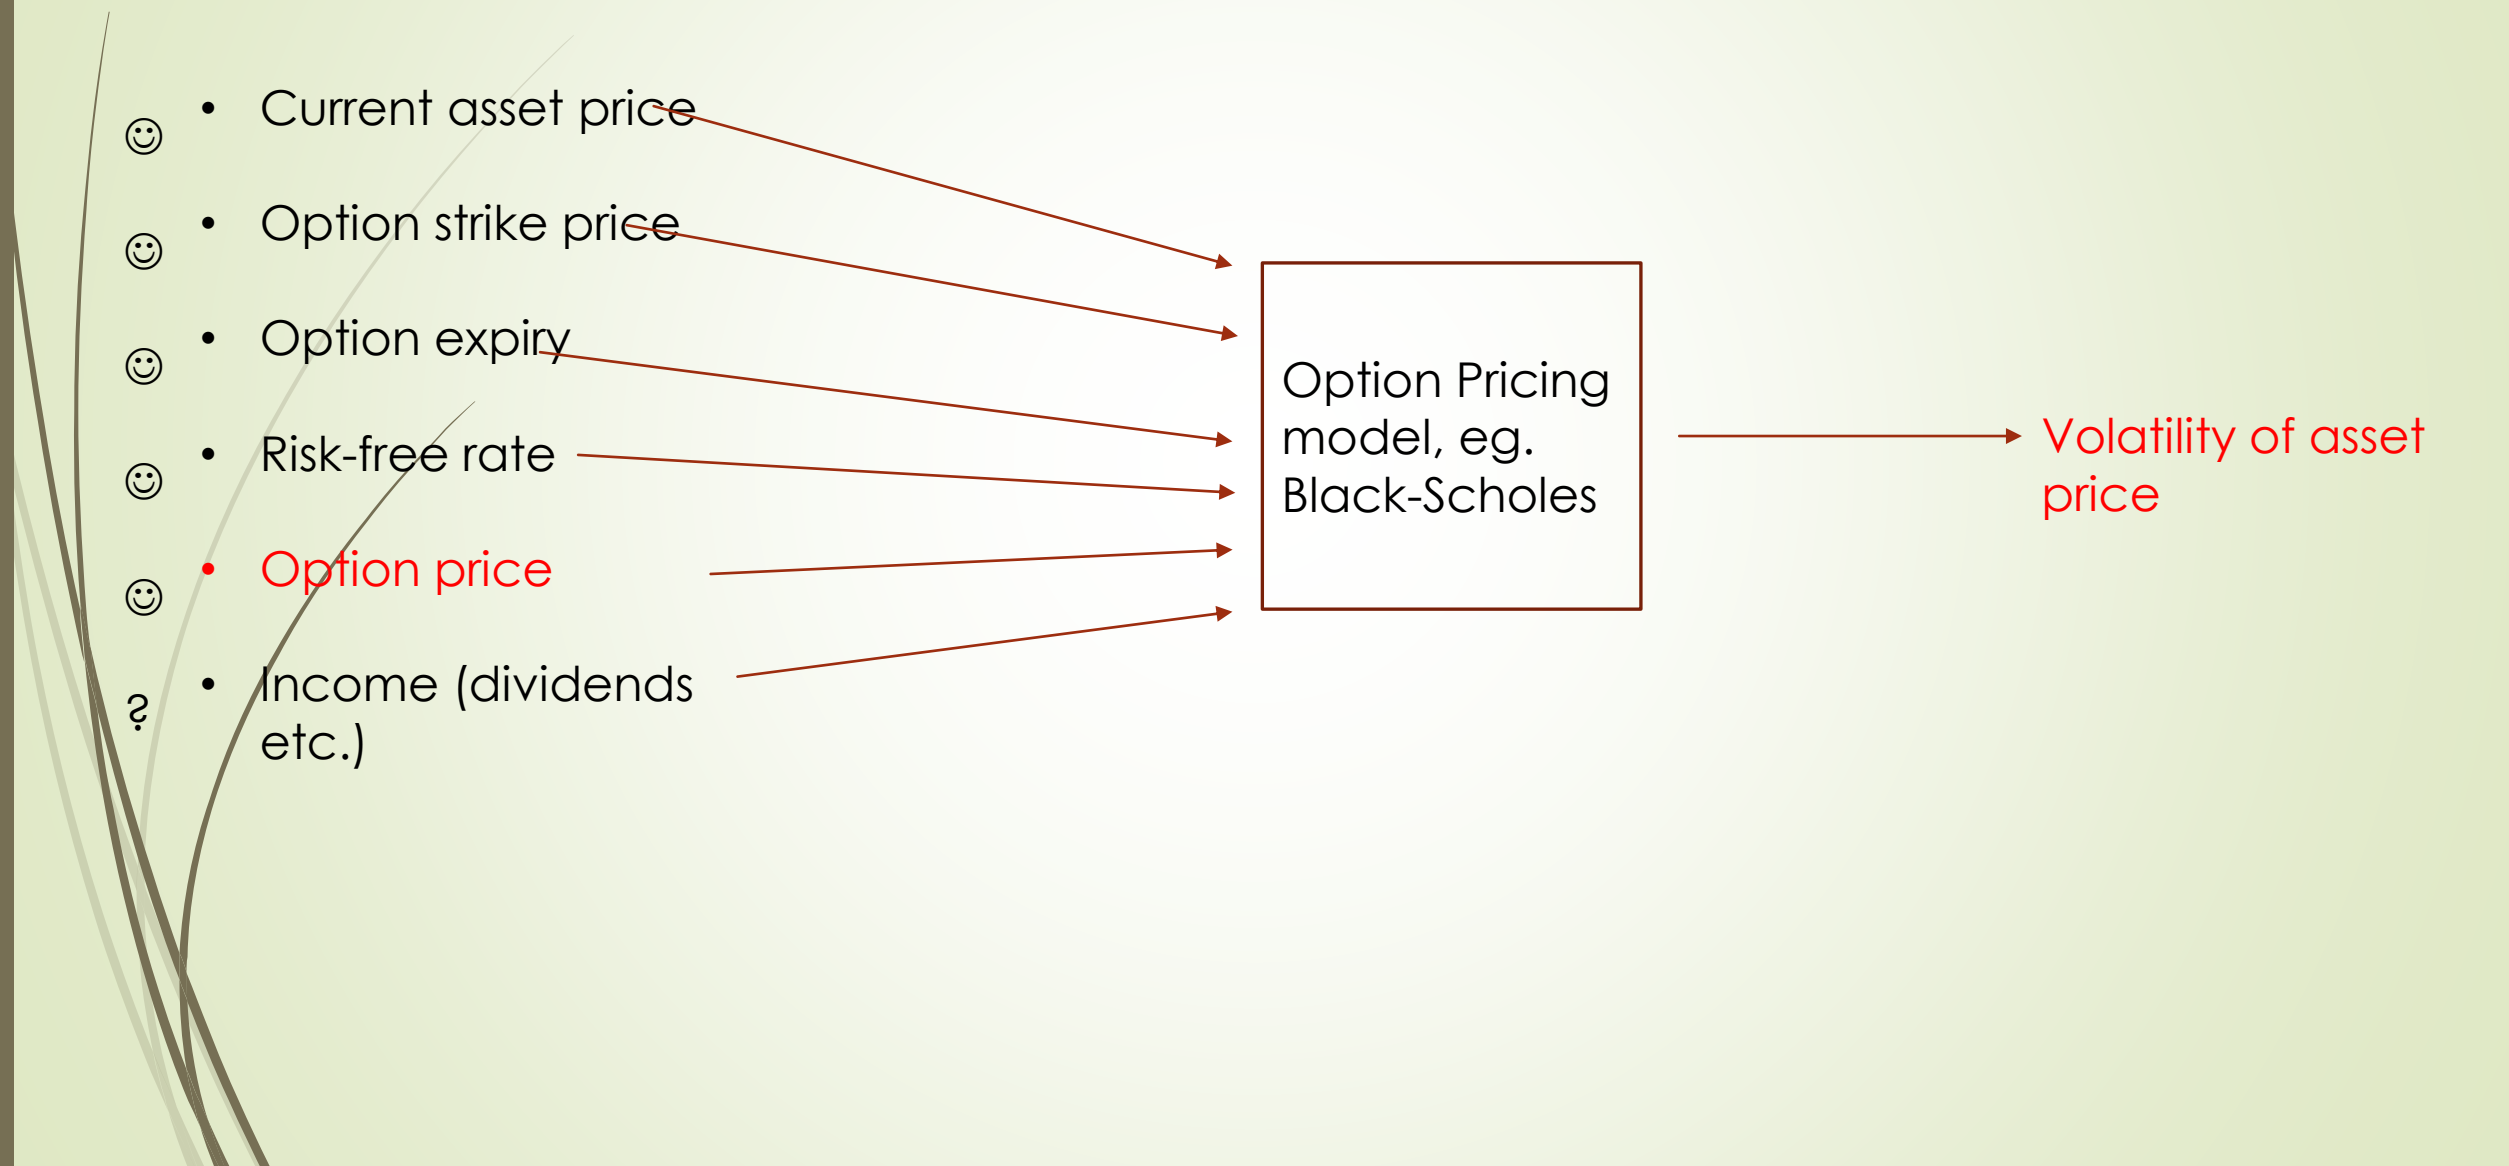 ☺ • Current asset price
☺ • Option strike price
☺ • Option expiry
☺ • Risk-free rate
☺ • Option price
? • Income (dividends
etc.)
Option Pricing
model, eg.
Black-Scholes
Volatility of asset
price